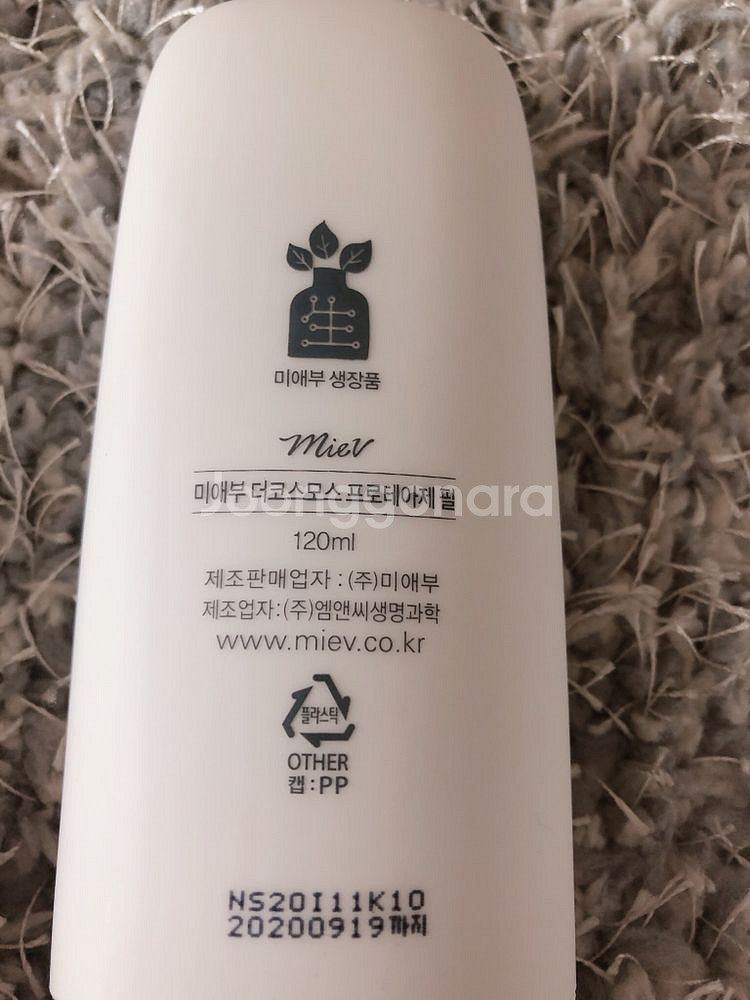 生
미애부 생장품
miev
미애부 더코스모스 프로테아제 필
Joonggonara
120ml
제조판매업자 : (주)미애부
제조업자:(주)엠앤씨생명과학
www.miev.co.kr
플라스틱
OTHER
캡:PP
NS20I11K10
20200919까지